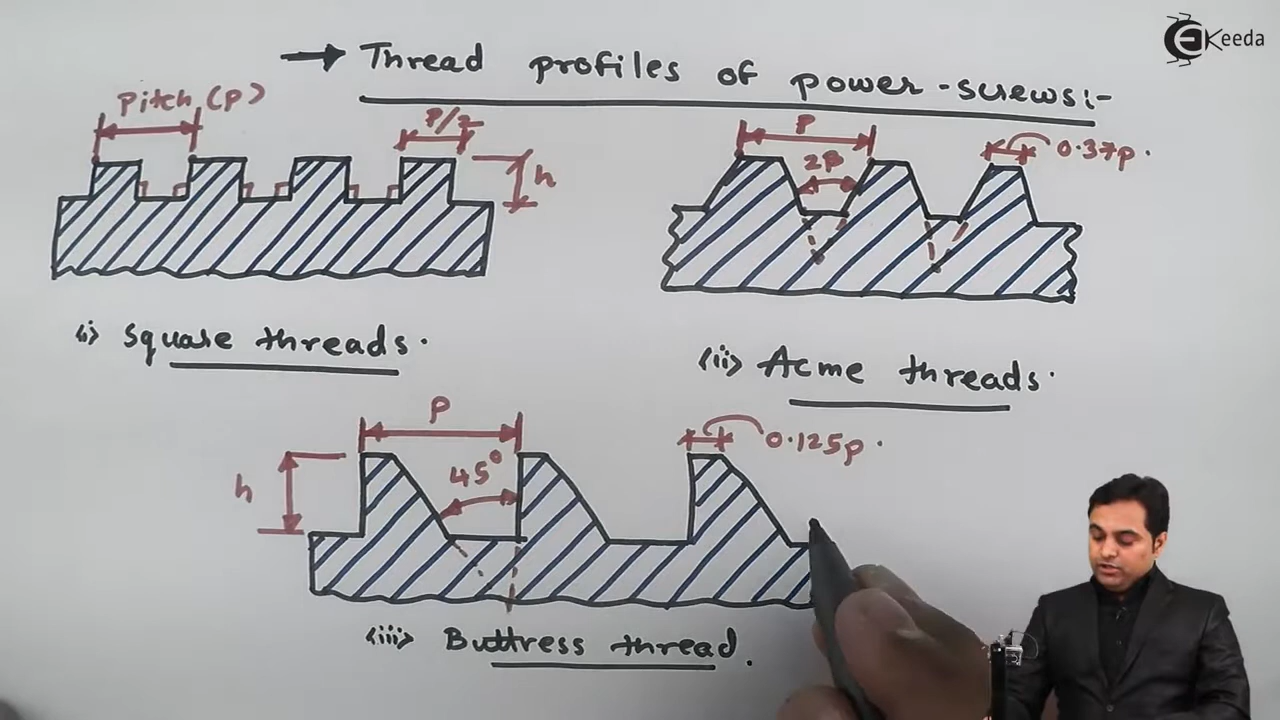 Keeda
→ Thread profiles of power-screws:-
Pitch (p)
P/2
h
P
2β
0.37p.
(i) Square threads.
(ii) Acme threads.
P
h
45°
0.125p.
(iii) Buttress thread.